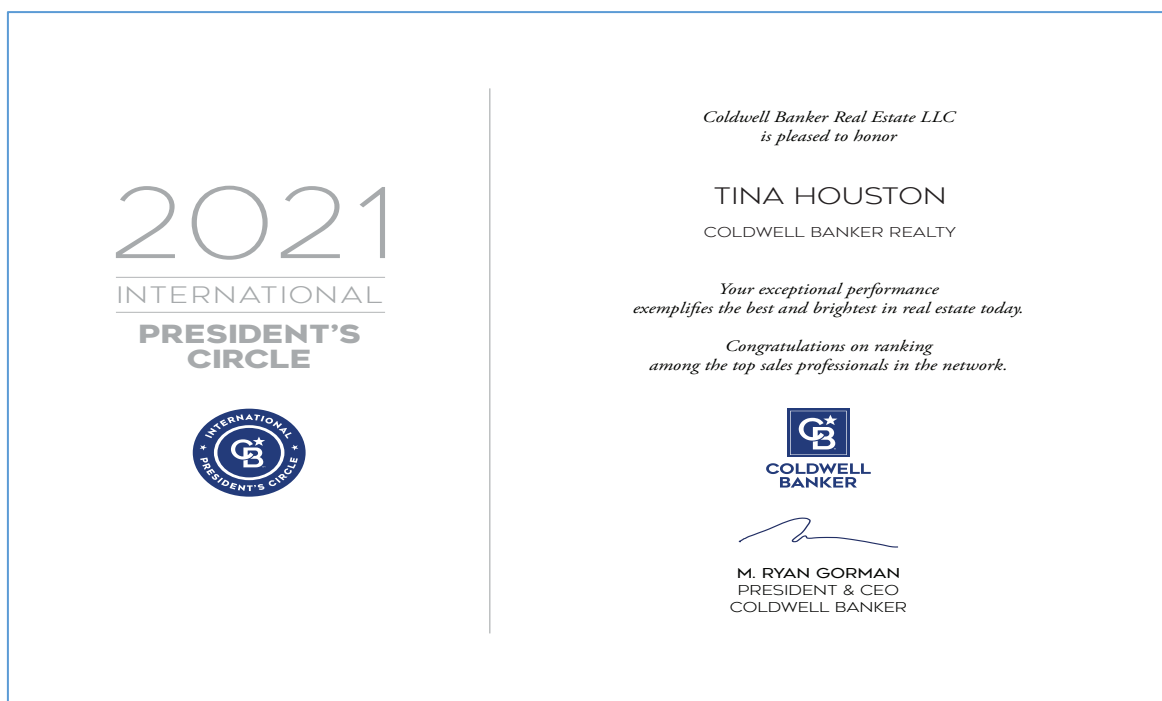 2021
INTERNATIONAL
PRESIDENT'S
CIRCLE
INTERNATIONAL
CB
PRESIDENT'S CIRCLE
Coldwell Banker Real Estate LLC
is pleased to honor
TINA HOUSTON
COLDWELL BANKER REALTY
Your exceptional performance
exemplifies the best and brightest in real estate today.
Congratulations on ranking
among the top sales professionals in the network.
CB
COLDWELL
BANKER
M. RYAN GORMAN
PRESIDENT & CEO
COLDWELL BANKER